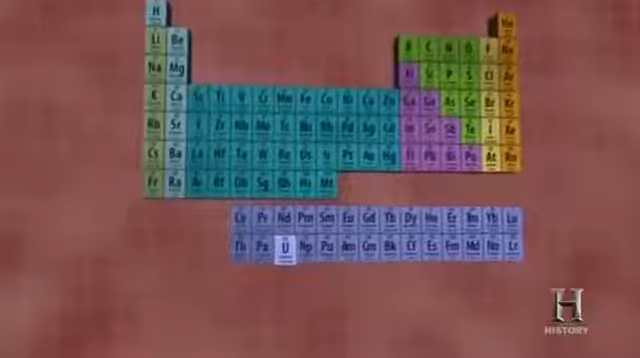 H He
Li Be B C N O F Ne
Na Mg Al Si P S Cl Ar
K Ca Sc Ti V Cr Mn Fe Co Ni Cu Zn Ga Ge As Se Br Kr
Rb Sr Y Zr Nb Mo Tc Ru Rh Pd Ag Cd In Sn Sb Te I Xe
Cs Ba La Hf Ta W Re Os Ir Pt Au Hg Tl Pb Bi Po At Rn
Fr Ra Ac Rf Db Sg Bh Hs Mt
Ce Pr Nd Pm Sm Eu Gd Tb Dy Ho Er Tm Yb Lu
Th Pa U Np Pu Am Cm Bk Cf Es Fm Md No Lr
H
HISTORY